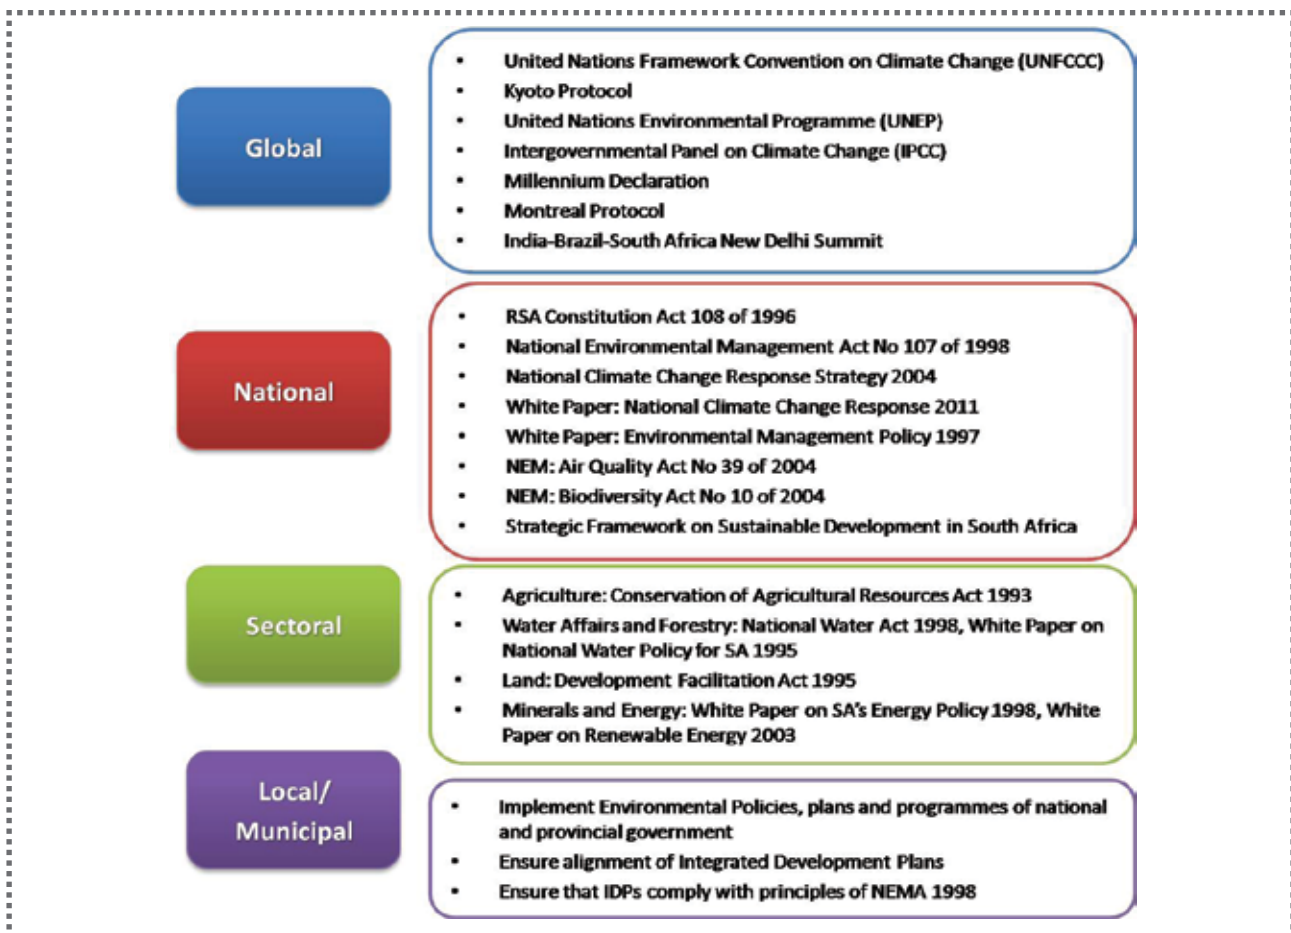 Global
• United Nations Framework Convention on Climate Change (UNFCCC)
• Kyoto Protocol
• United Nations Environmental Programme (UNEP)
• Intergovernmental Panel on Climate Change (IPCC)
• Millennium Declaration
• Montreal Protocol
• India-Brazil-South Africa New Delhi Summit
National
• RSA Constitution Act 108 of 1996
• National Environmental Management Act No 107 of 1998
• National Climate Change Response Strategy 2004
• White Paper: National Climate Change Response 2011
• White Paper: Environmental Management Policy 1997
• NEM: Air Quality Act No 39 of 2004
• NEM: Biodiversity Act No 10 of 2004
• Strategic Framework on Sustainable Development in South Africa
Sectoral
• Agriculture: Conservation of Agricultural Resources Act 1993
• Water Affairs and Forestry: National Water Act 1998, White Paper on
National Water Policy for SA 1995
• Land: Development Facilitation Act 1995
• Minerals and Energy: White Paper on SA's Energy Policy 1998, White
Paper on Renewable Energy 2003
Local/
Municipal
• Implement Environmental Policies, plans and programmes of national
and provincial government
• Ensure alignment of Integrated Development Plans
• Ensure that IDPs comply with principles of NEMA 1998